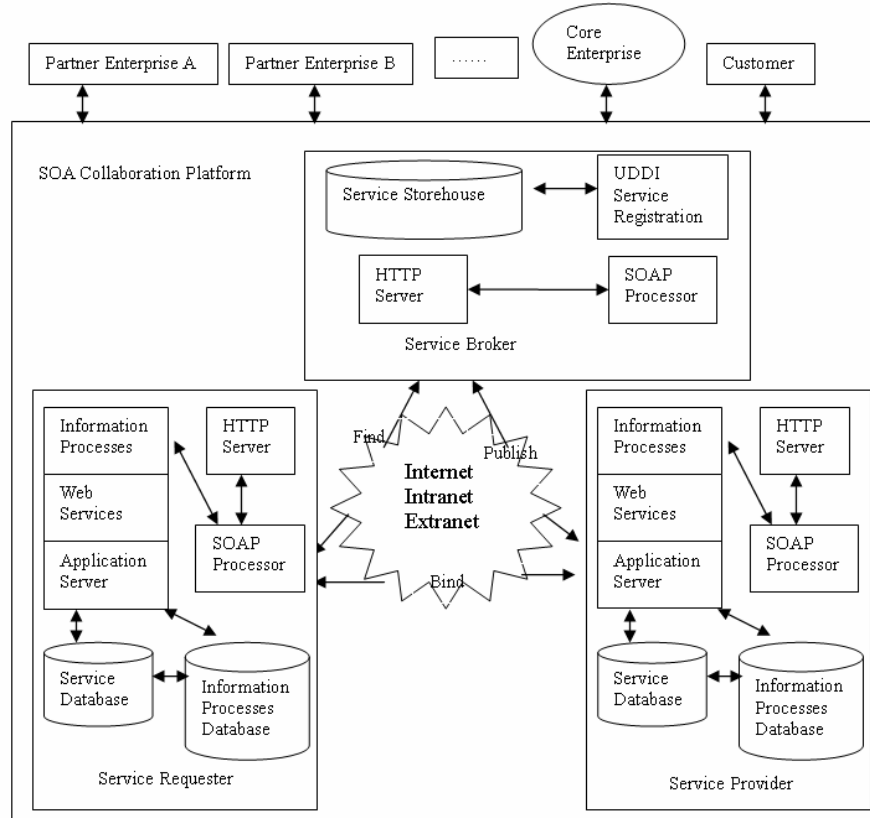 Partner Enterprise A
Partner Enterprise B
......
Core
Enterprise
Customer
SOA Collaboration Platform
Service Storehouse
UDDI
Service
Registration
HTTP
Server
SOAP
Processor
Service Broker
Find
Publish
Internet
Intranet
Extranet
Bind
Information
Processes
Web
Services
Application
Server
HTTP
Server
SOAP
Processor
Service
Database
Information
Processes
Database
Service Requester
Information
Processes
Web
Services
Application
Server
HTTP
Server
SOAP
Processor
Service
Database
Information
Processes
Database
Service Provider